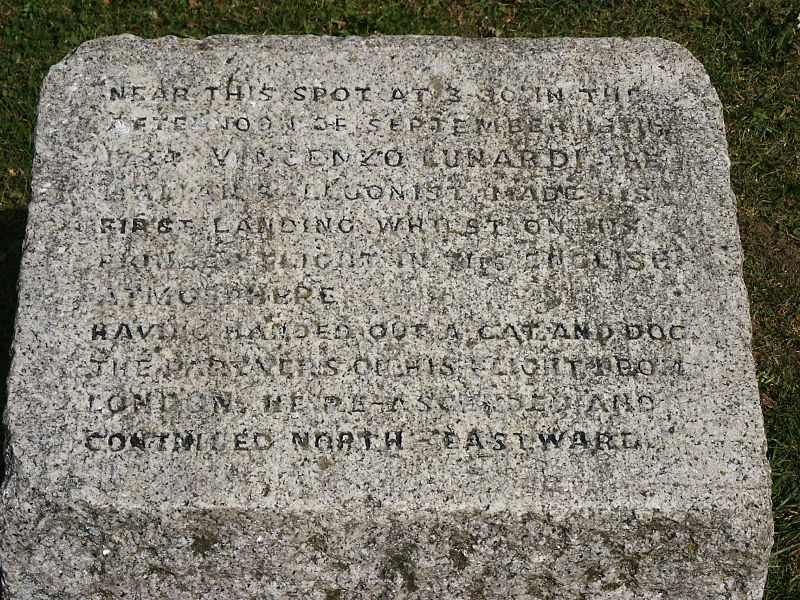 NEAR THIS SPOT AT 3 30 IN THE
AFTERNOON OF SEPTEMBER 15TH
1784 VINCENZO LUNARDI THE
ITALIAN BALLOONIST MADE HIS
FIRST LANDING WHILST ON HIS
FLIGHT IN THE ENGLISH
ATMOSPHERE
HAVING HANDED OUT A CAT AND DOG
THE PARTNERS OF HIS FLIGHT FROM
LONDON, HE RE-ASCENDED AND
CONTINUED NORTH-EASTWARD.